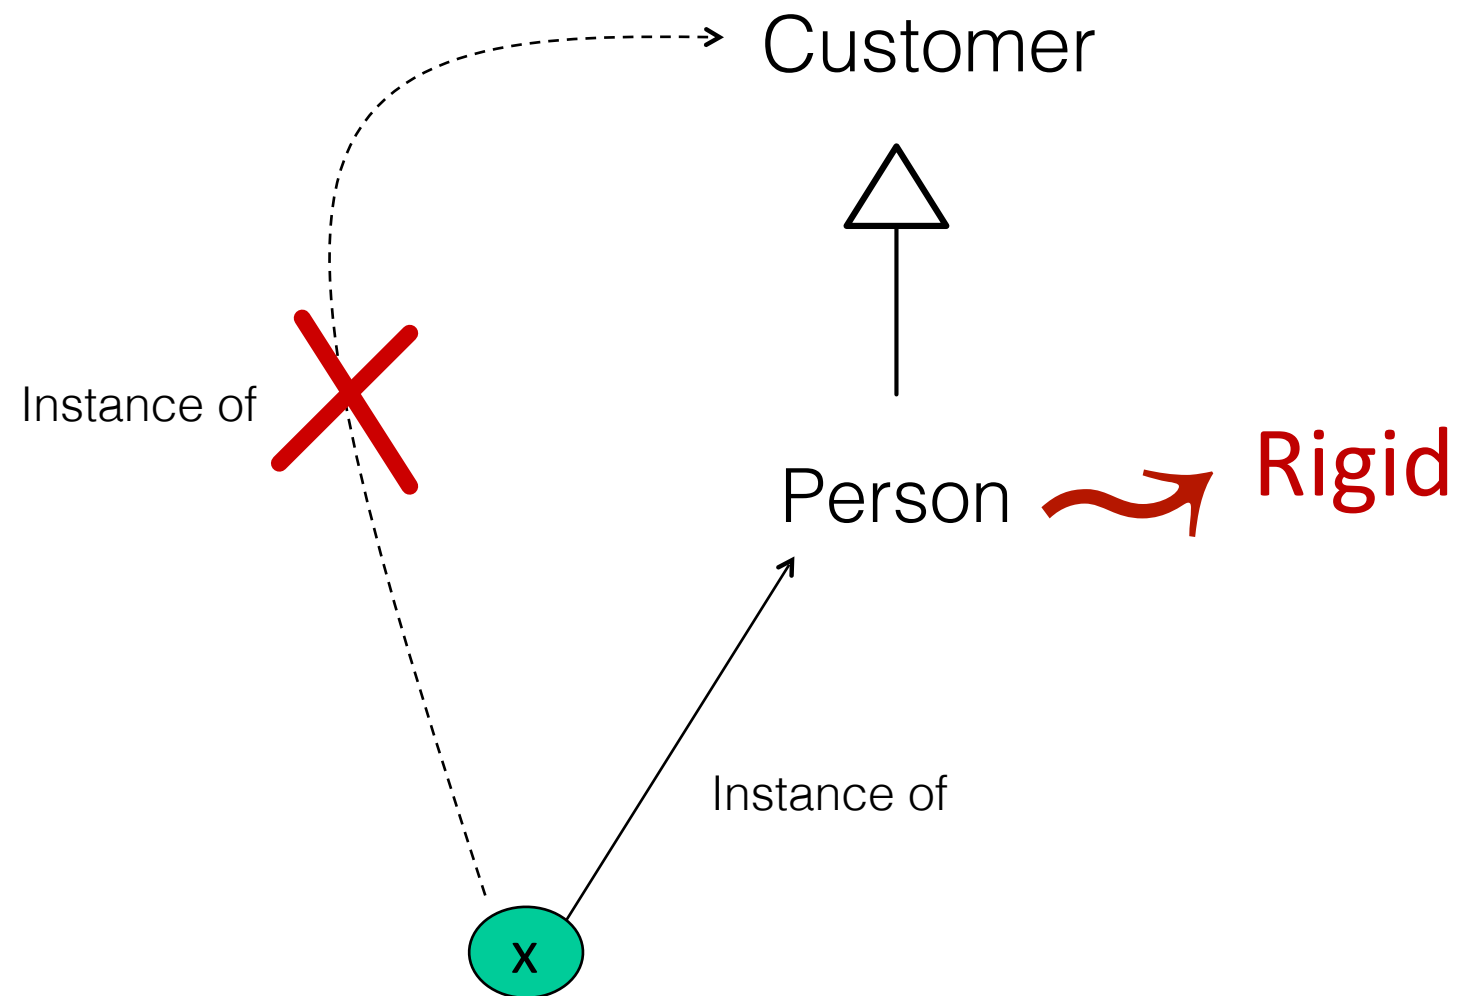 Customer
Instance of
Person
Rigid
Instance of
x